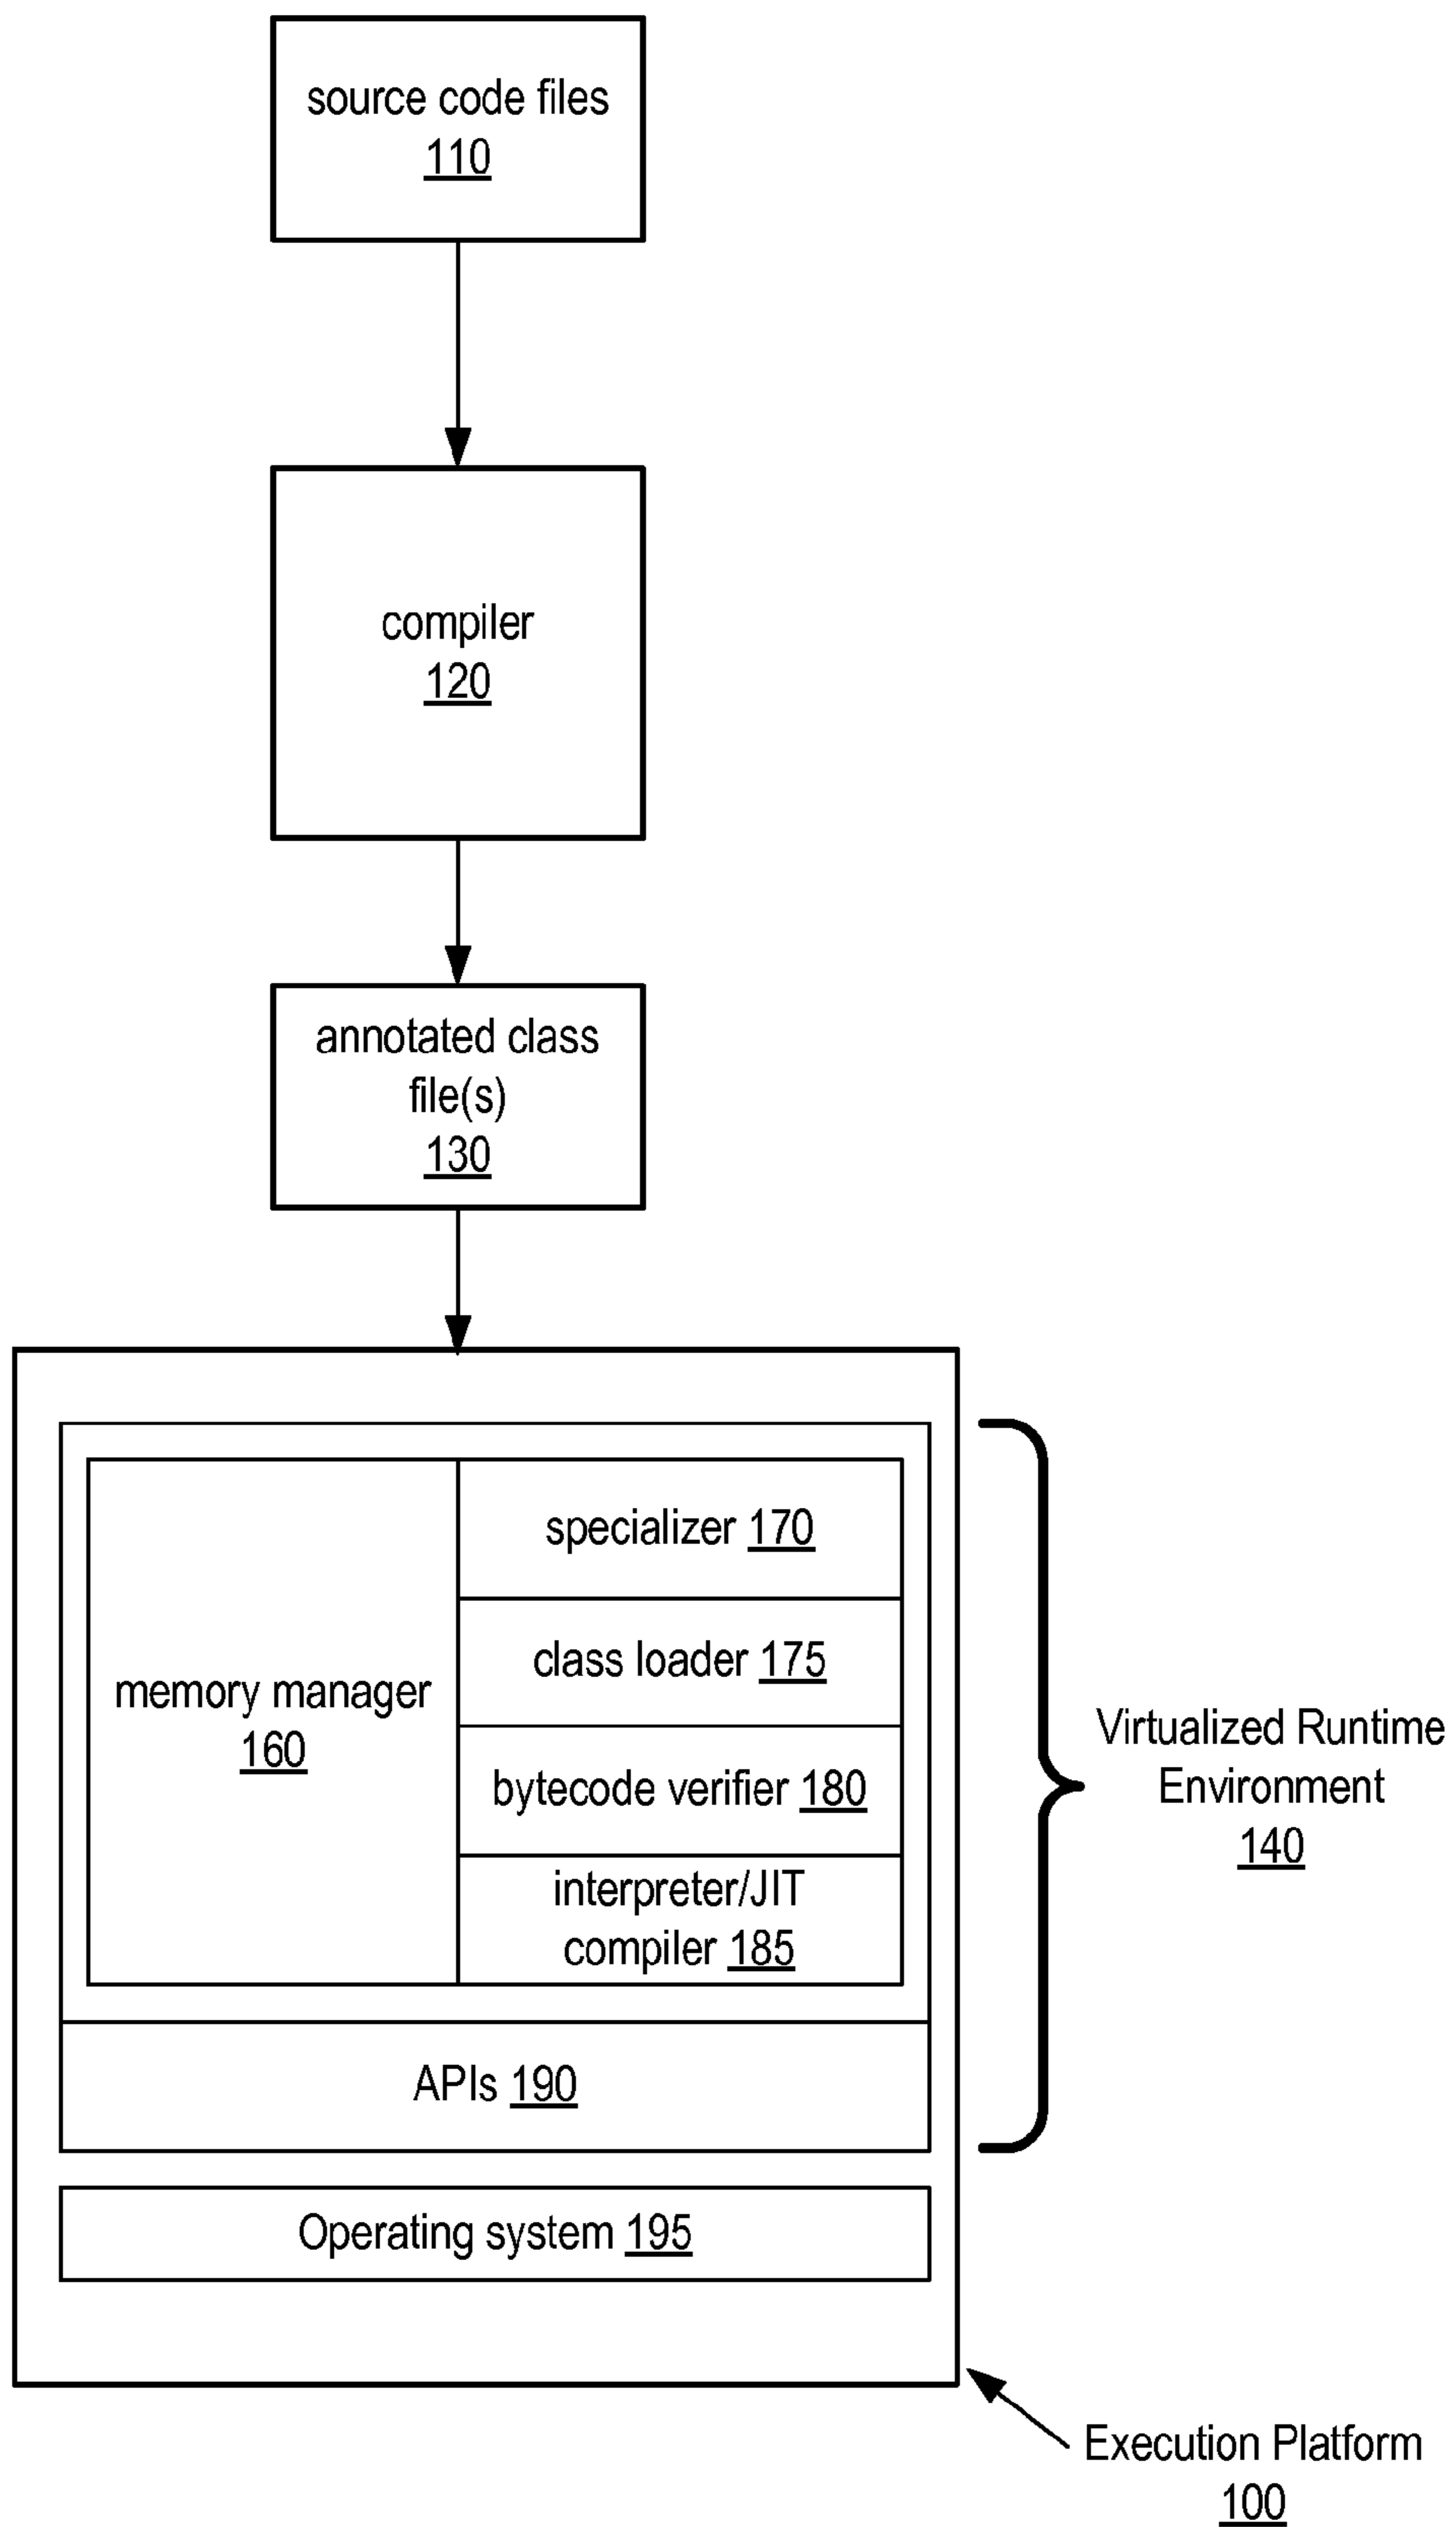 source code files
110
compiler
120
annotated class
file(s)
130
specializer 170
class loader 175
memory manager
160
bytecode verifier 180
interpreter/JIT
compiler 185
APIs 190
Operating system 195
Virtualized Runtime
Environment
140
Execution Platform
100